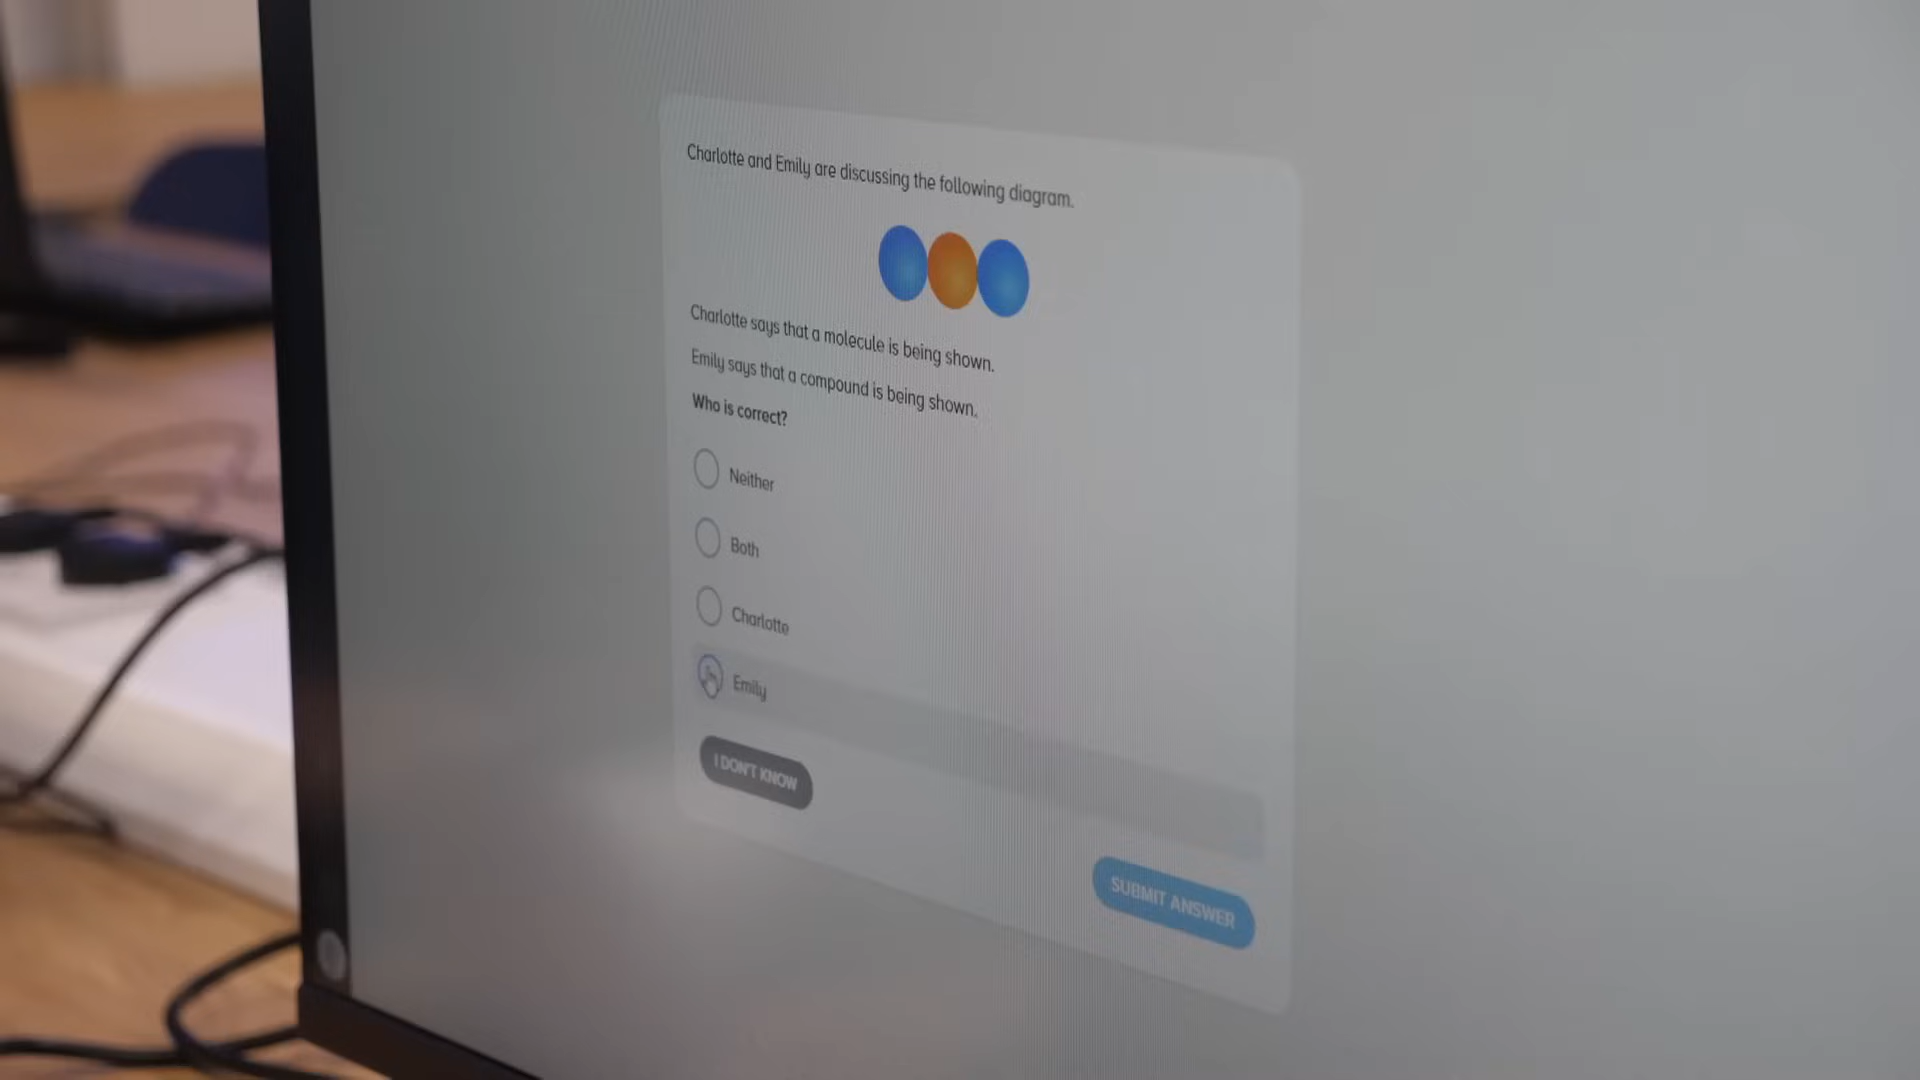 Charlotte and Emily are discussing the following diagram.
Charlotte says that a molecule is being shown.
Emily says that a compound is being shown.
Who is correct?
Neither
Both
Charlotte
Emily
I DON'T KNOW
SUBMIT ANSWER